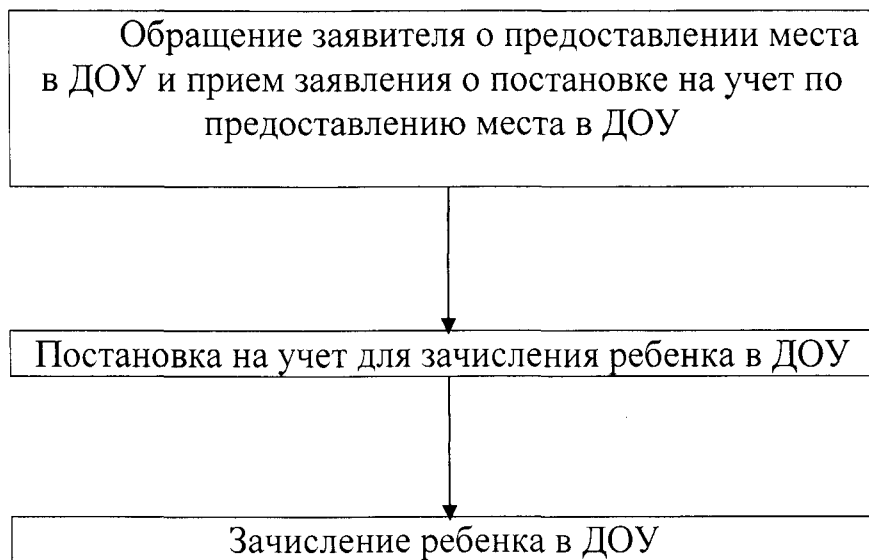 Обращение заявителя о предоставлении места
в ДОУ и прием заявления о постановке на учет по
предоставлению места в ДОУ
Постановка на учет для зачисления ребенка в ДОУ
Зачисление ребенка в ДОУ